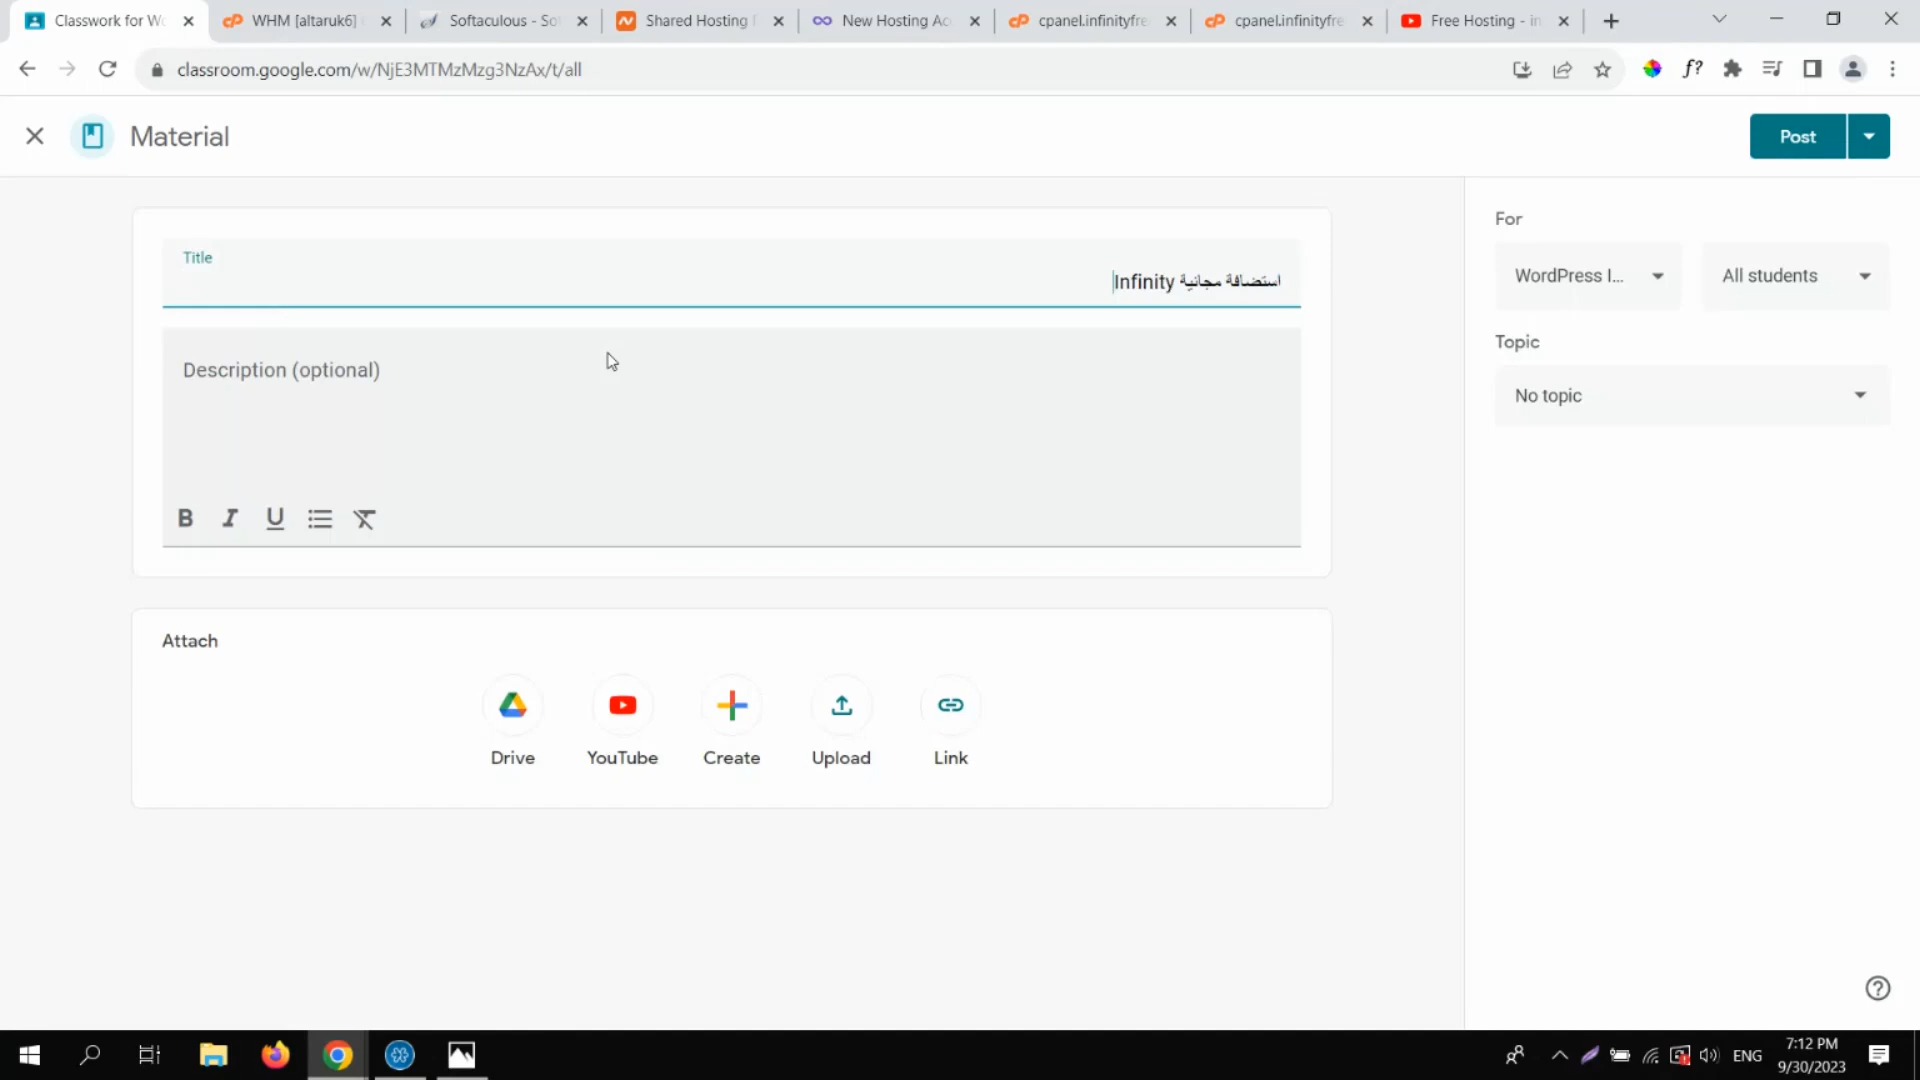 Classwork for Wo
WHM [altaruk6]
Softaculous - So
Shared Hosting
New Hosting Ac
cpanel.infinityfre
cpanel.infinityfre
Free Hosting - in
classroom.google.com/w/NjE3MTMzMzg3NzAx/t/all
Material
Post
Title
استضافة مجانية Infinity
Description (optional)
For
WordPress I...
All students
Topic
No topic
Attach
Drive
YouTube
Create
Upload
Link
ENG
7:12 PM
9/30/2023